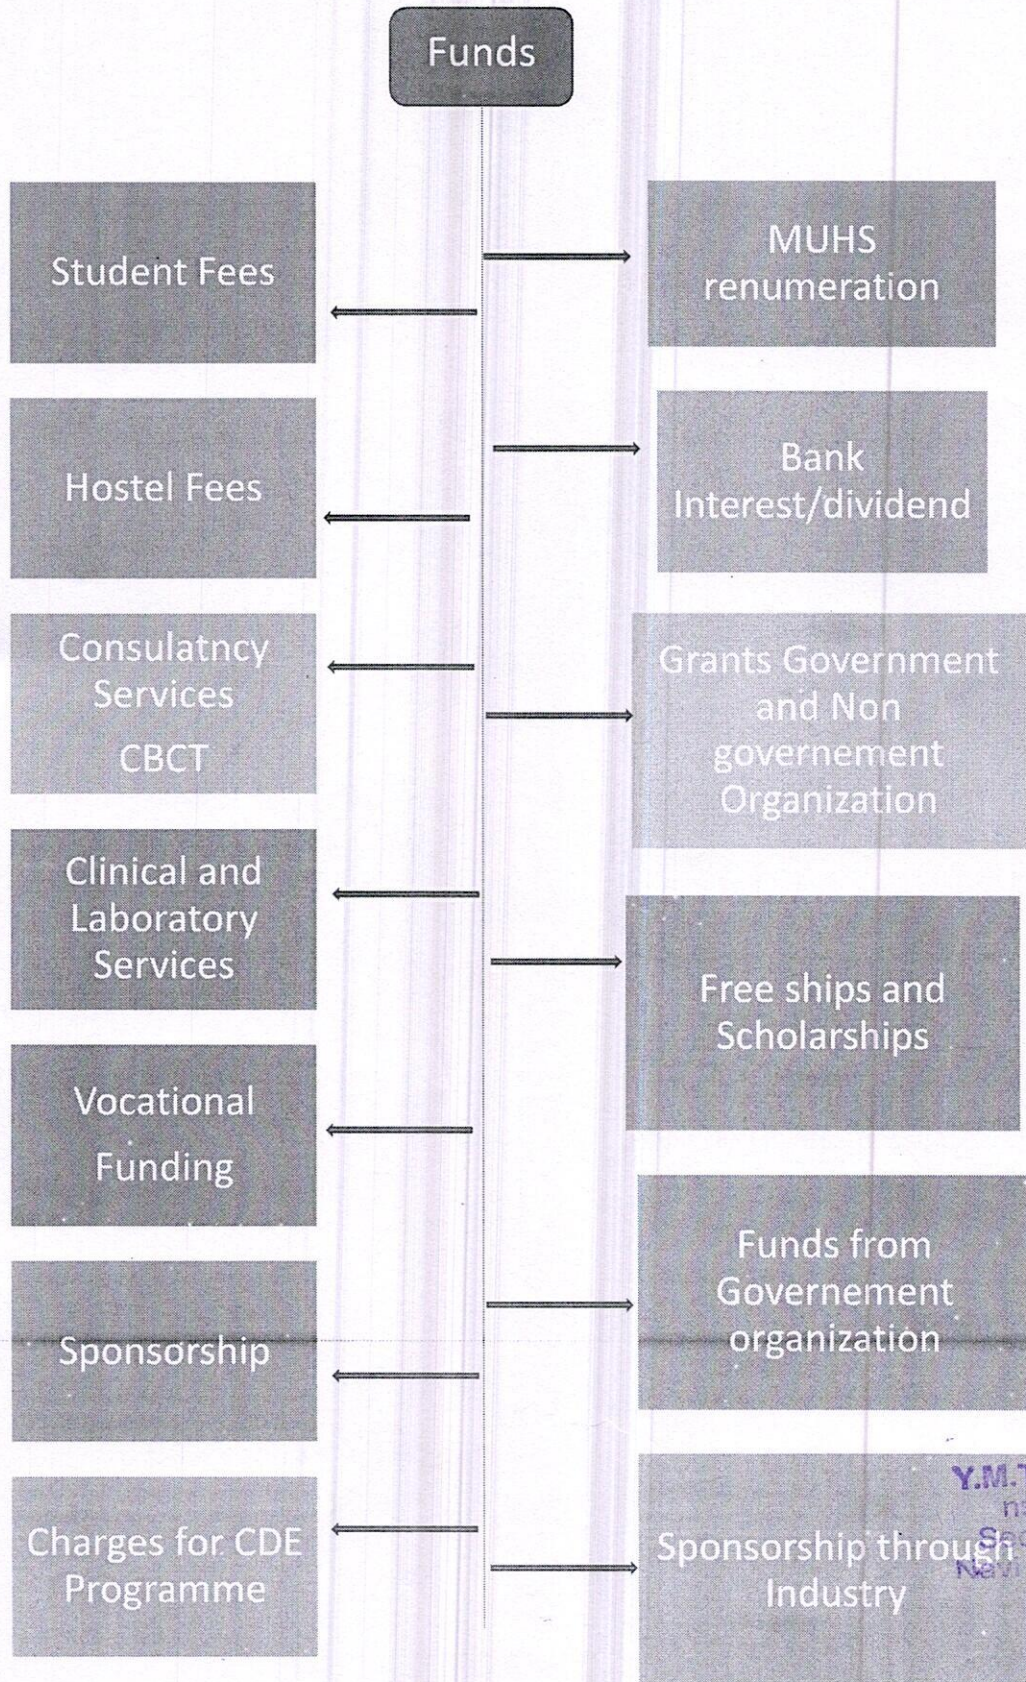 Funds
Student Fees
Hostel Fees
Consulatncy
Services
CBCT
Clinical and
Laboratory
Services
Vocational
Funding
Sponsorship
Charges for CDE
Programme
MUHS
renumeration
Bank
Interest/dividend
Grants Government
and Non
governement
Organization
Free ships and
Scholarships
Funds from
Governement
organization
Sponsorship through
Industry
Y.M.T